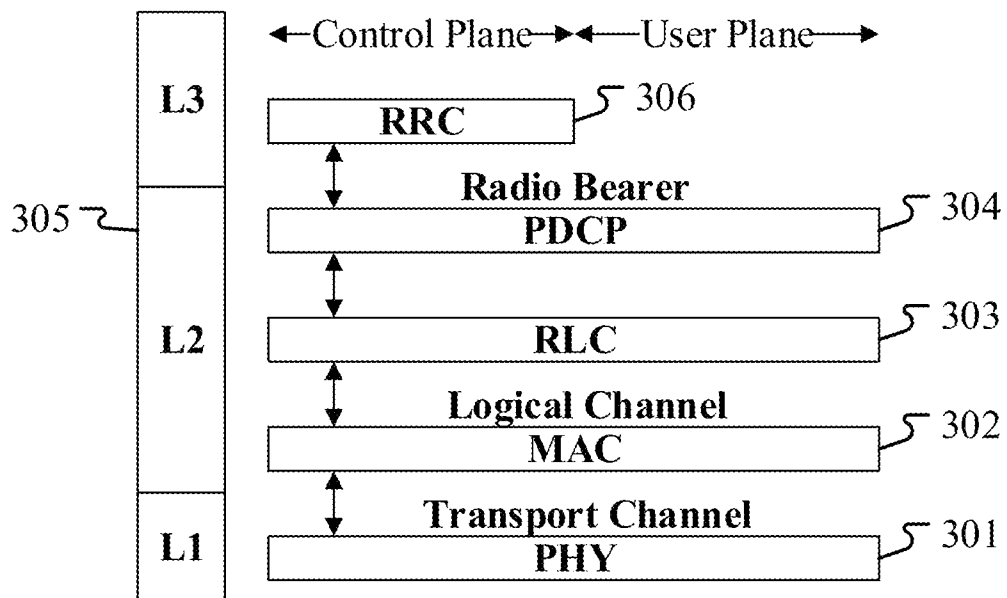 Control Plane User Plane
L3
306
RRC
Radio Bearer
305
304
PDCP
303
L2
RLC
Logical Channel
302
MAC
Transport Channel
301
L1
PHY